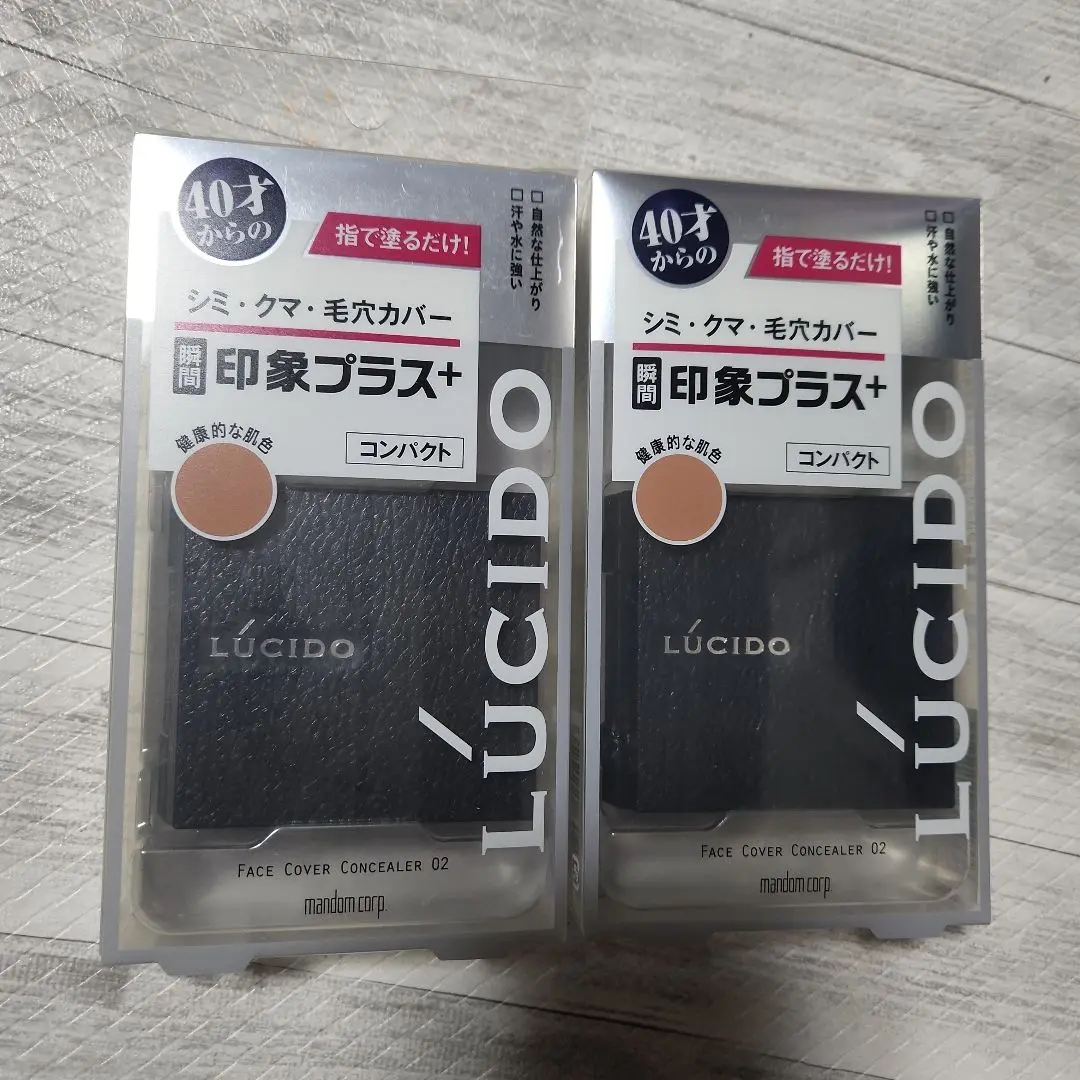 40才
からの
指で塗るだけ!
□ 自然な仕上がり
□ 汗や水に強い
シミ・クマ・毛穴カバー
瞬間
印象プラス+
コンパクト
健康的な肌色
LÚCIDO
LÚCIDO
FACE COVER CONCEALER 02
mandom corp.
40才
からの
指で塗るだけ!
□ 自然な仕上がり
□ 汗や水に強い
シミ・クマ・毛穴カバー
瞬間
印象プラス+
コンパクト
健康的な肌色
LÚCIDO
LÚCIDO
FACE COVER CONCEALER 02
mandom corp.